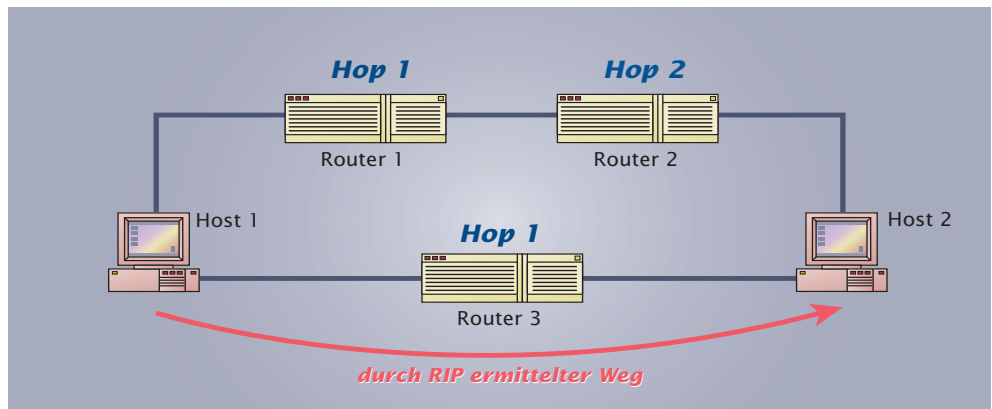 Hop 1
Hop 2
Router 1
Router 2
Host 1
Host 2
Hop 1
Router 3
durch RIP ermittelter Weg